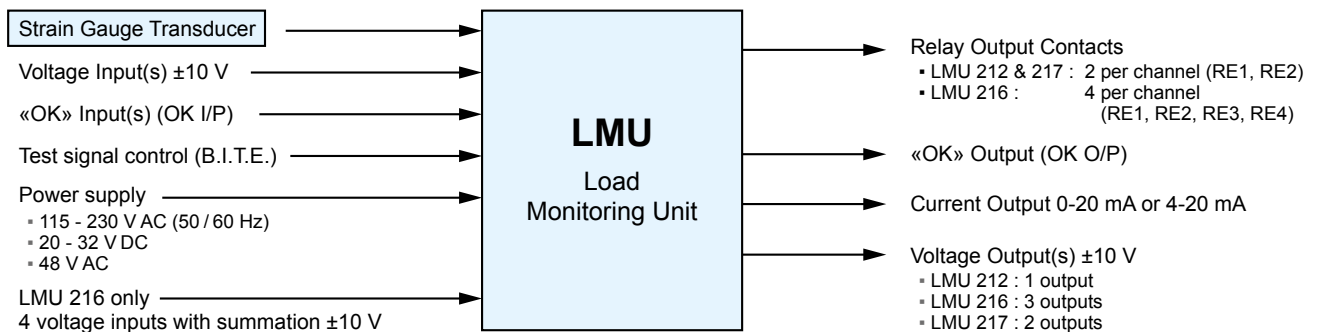 Strain Gauge Transducer
Voltage Input(s) ±10 V
«OK» Input(s) (OK I/P)
Test signal control (B.I.T.E.)
Power supply
▪ 115 - 230 V AC (50 / 60 Hz)
▪ 20 - 32 V DC
▪ 48 V AC
LMU 216 only
4 voltage inputs with summation ±10 V
LMU
Load
Monitoring Unit
Relay Output Contacts
▪ LMU 212 & 217 : 2 per channel (RE1, RE2)
▪ LMU 216 : 4 per channel
(RE1, RE2, RE3, RE4)
«OK» Output (OK O/P)
Current Output 0-20 mA or 4-20 mA
Voltage Output(s) ±10 V
▪ LMU 212 : 1 output
▪ LMU 216 : 3 outputs
▪ LMU 217 : 2 outputs